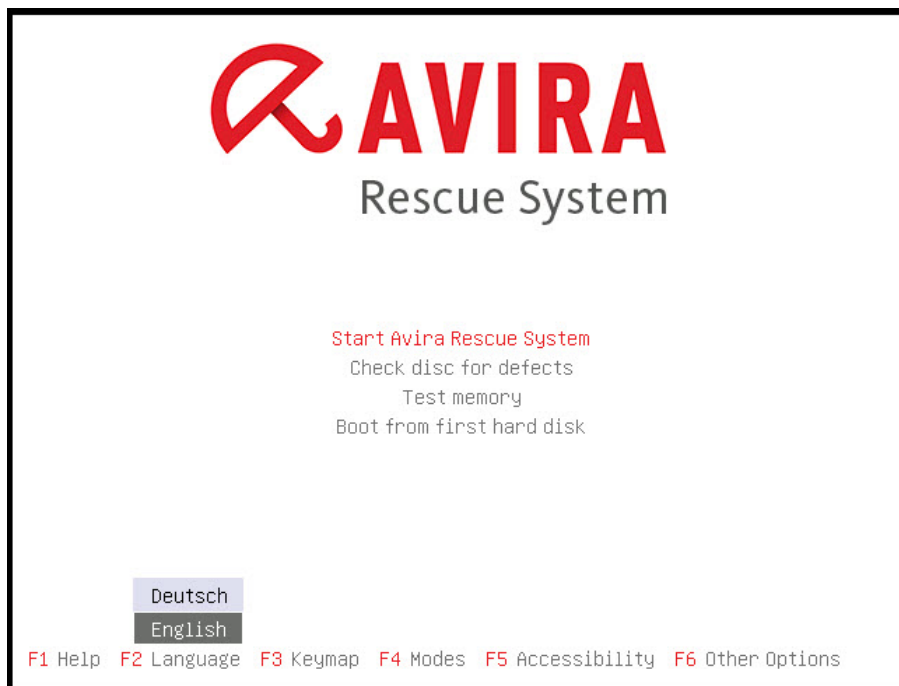 AVIRA
Rescue System
Start Avira Rescue System
Check disc for defects
Test memory
Boot from first hard disk
Deutsch
English
F1 Help F2 Language F3 Keymap F4 Modes F5 Accessibility F6 Other Options